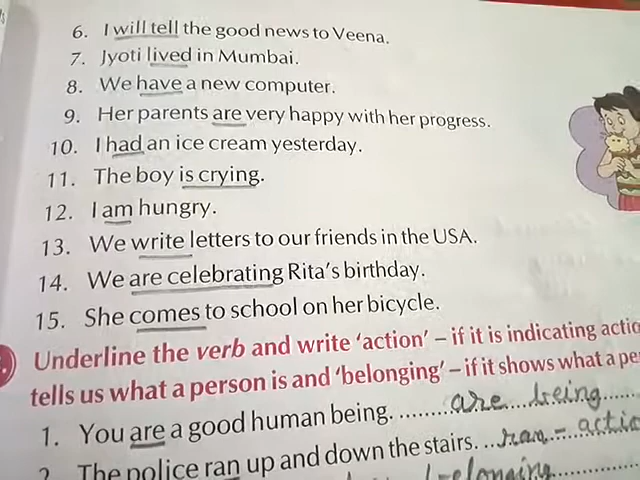 6. I will tell the good news to Veena.
7. Jyoti lived in Mumbai.
8. We have a new computer.
9. Her parents are very happy with her progress.
10. I had an ice cream yesterday.
11. The boy is crying.
12. I am hungry.
13. We write letters to our friends in the USA.
14. We are celebrating Rita's birthday.
15. She comes to school on her bicycle.
Underline the verb and write 'action' – if it is indicating actio
tells us what a person is and 'belonging' – if it shows what a pe
1. You are a good human being. ........are....being.....
2. The police ran up and down the stairs. ...ran - actio
belonging